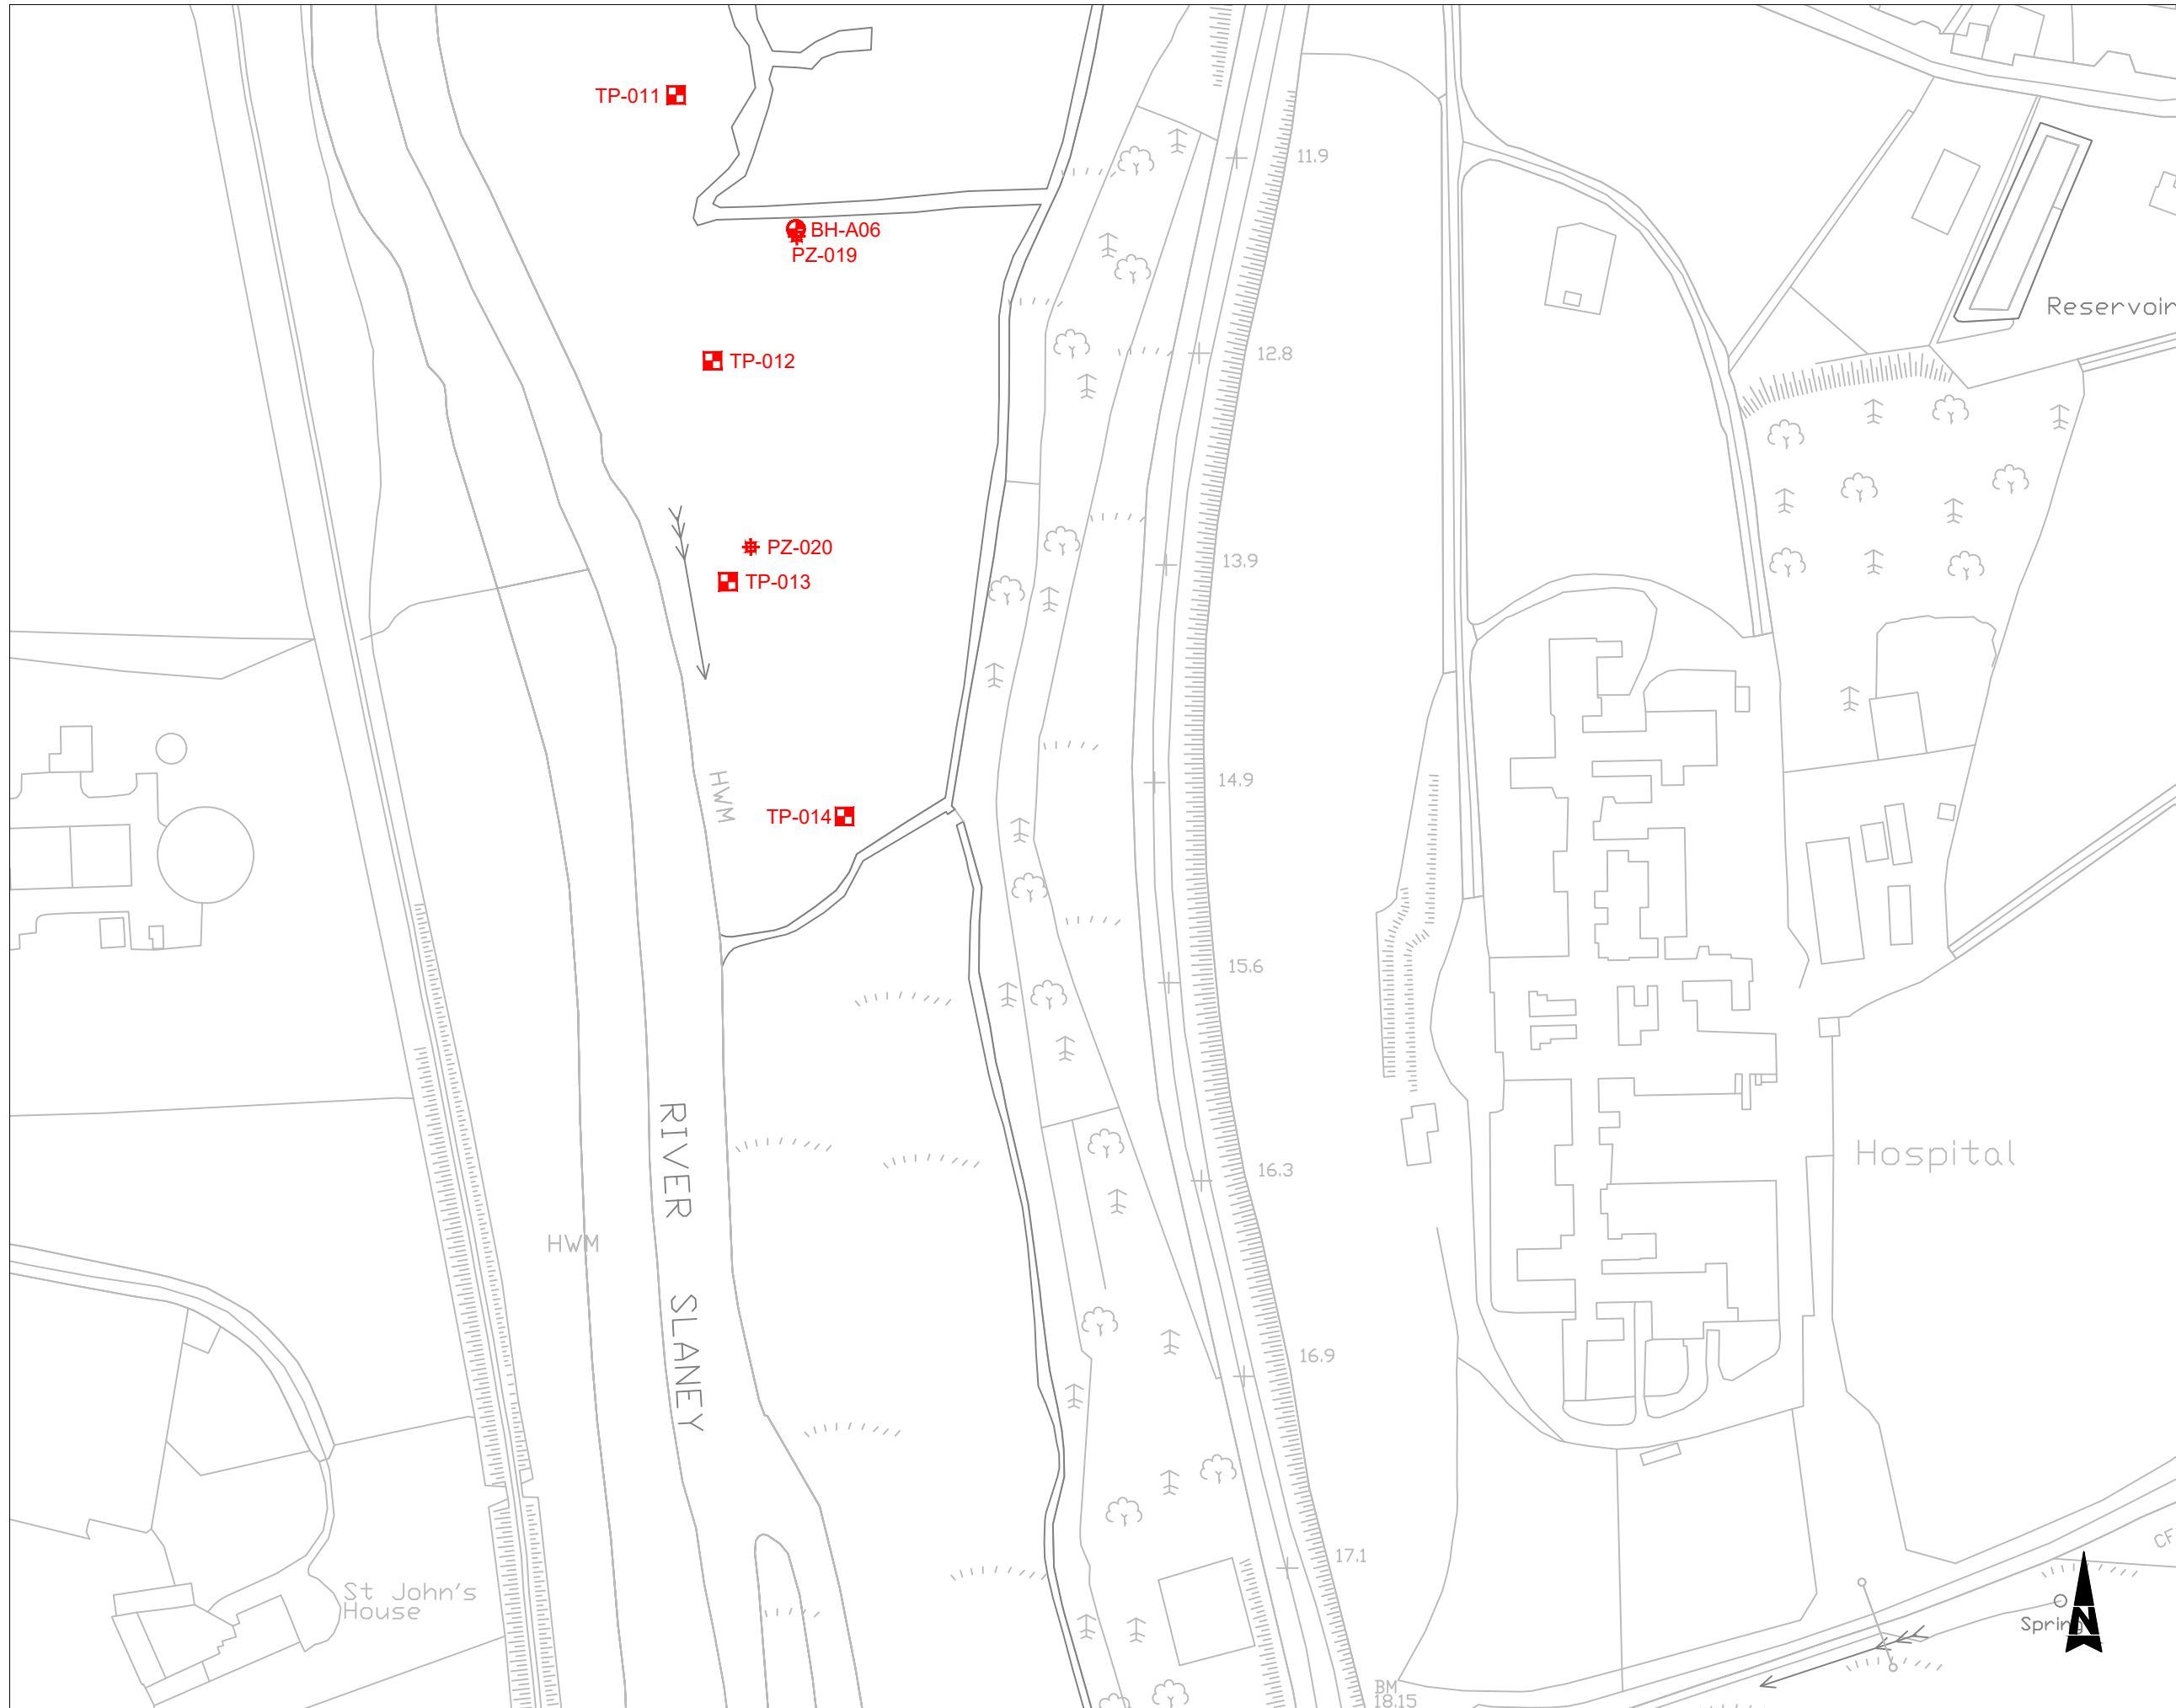 TP-011
11.9
BH-A06
PZ-019
Reservoir
12.8
TP-012
PZ-020
13.9
TP-013
14.9
HWM
TP-014
15.6
RIVER SLANEY
Hospital
16.3
HWM
16.9
17.1
CF
St John's
House
Spring
N
BM
18.15